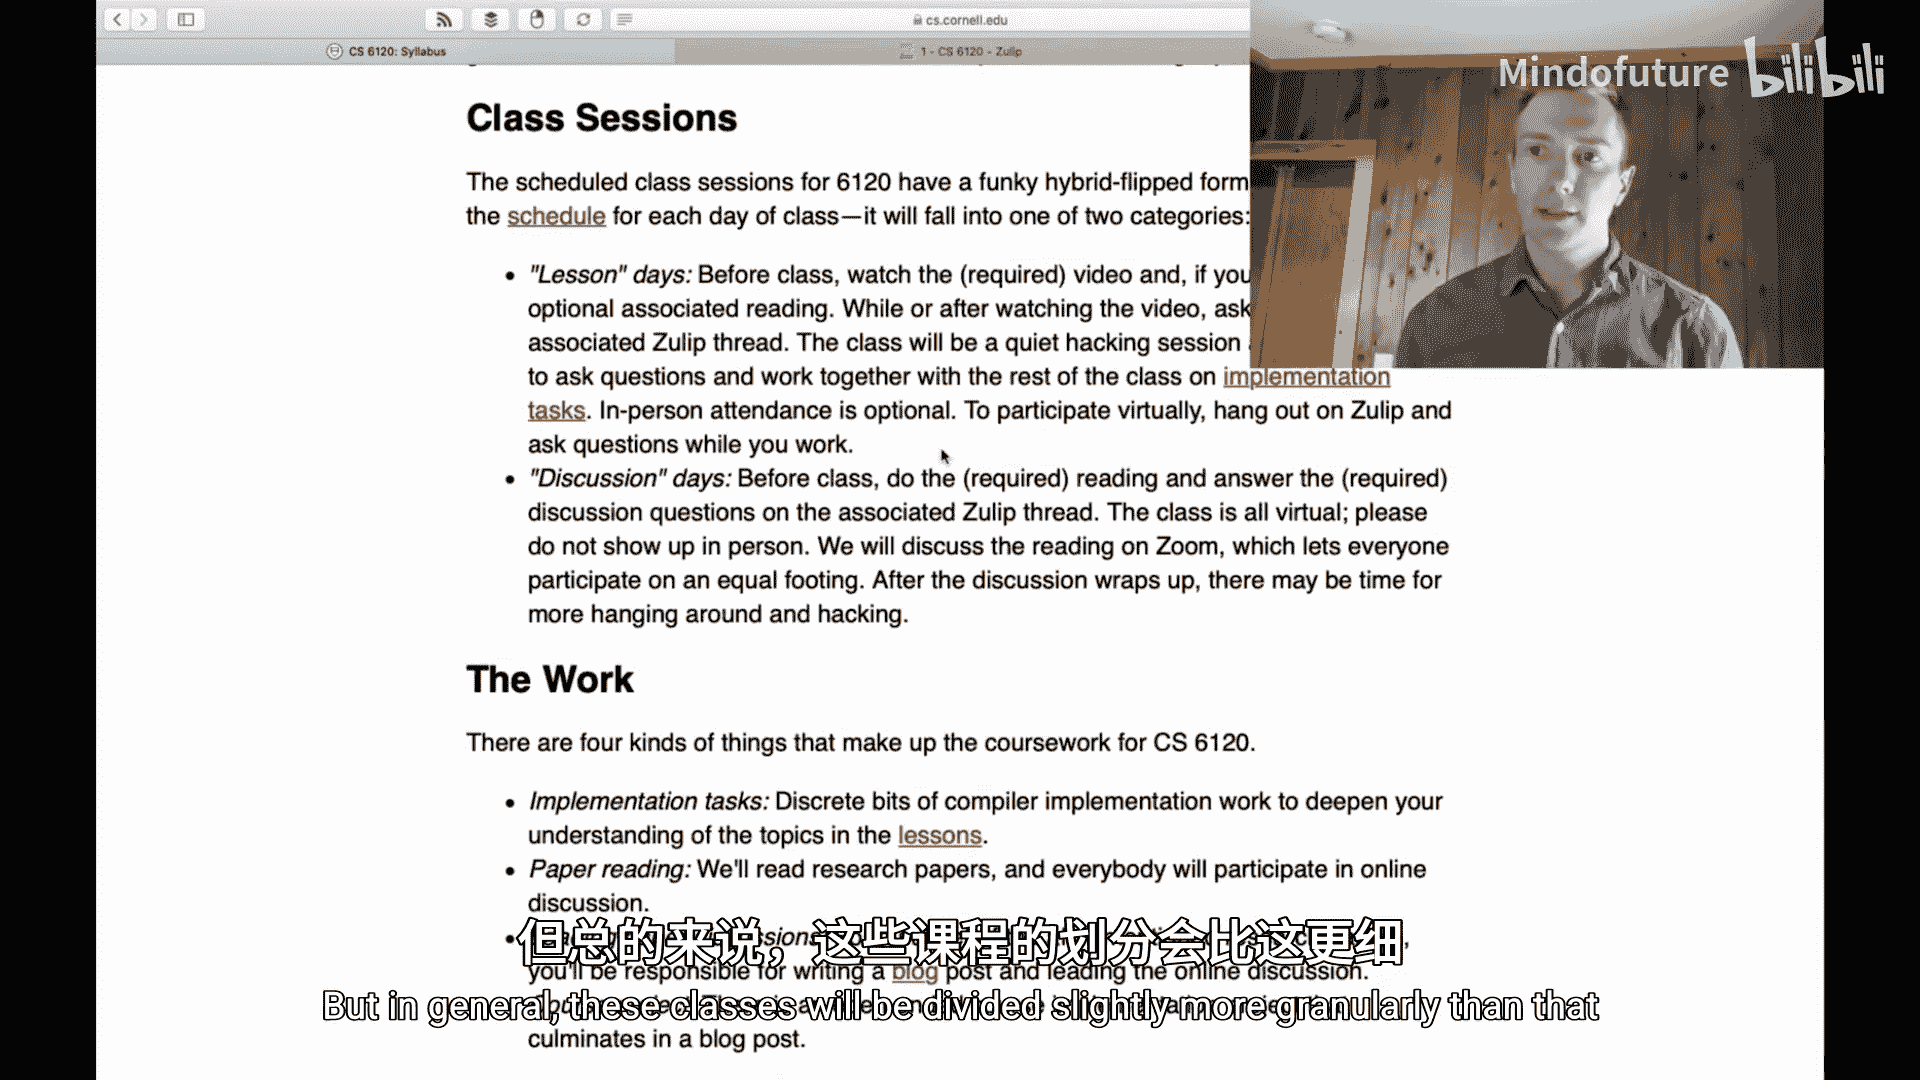 cs.cornell.edu
CS 6120: Syllabus
1 - CS 6120 - Zulip
Mindofuture bilibili
Class Sessions
The scheduled class sessions for 6120 have a funky hybrid-flipped form
the schedule for each day of class—it will fall into one of two categories:
"Lesson" days: Before class, watch the (required) video and, if you
optional associated reading. While or after watching the video, ask
associated Zulip thread. The class will be a quiet hacking session
to ask questions and work together with the rest of the class on implementation
tasks. In-person attendance is optional. To participate virtually, hang out on Zulip and
ask questions while you work.
"Discussion" days: Before class, do the (required) reading and answer the (required)
discussion questions on the associated Zulip thread. The class is all virtual; please
do not show up in person. We will discuss the reading on Zoom, which lets everyone
participate on an equal footing. After the discussion wraps up, there may be time for
more hanging around and hacking.
The Work
There are four kinds of things that make up the coursework for CS 6120.
Implementation tasks: Discrete bits of compiler implementation work to deepen your
understanding of the topics in the lessons.
Paper reading: We'll read research papers, and everybody will participate in online
discussion.
但总的来说，这些课程的划分会比这更细
you'll be responsible for writing a blog post and leading the online discussion.
But in general, these classes will be divided slightly more granularly than that
culminates in a blog post.